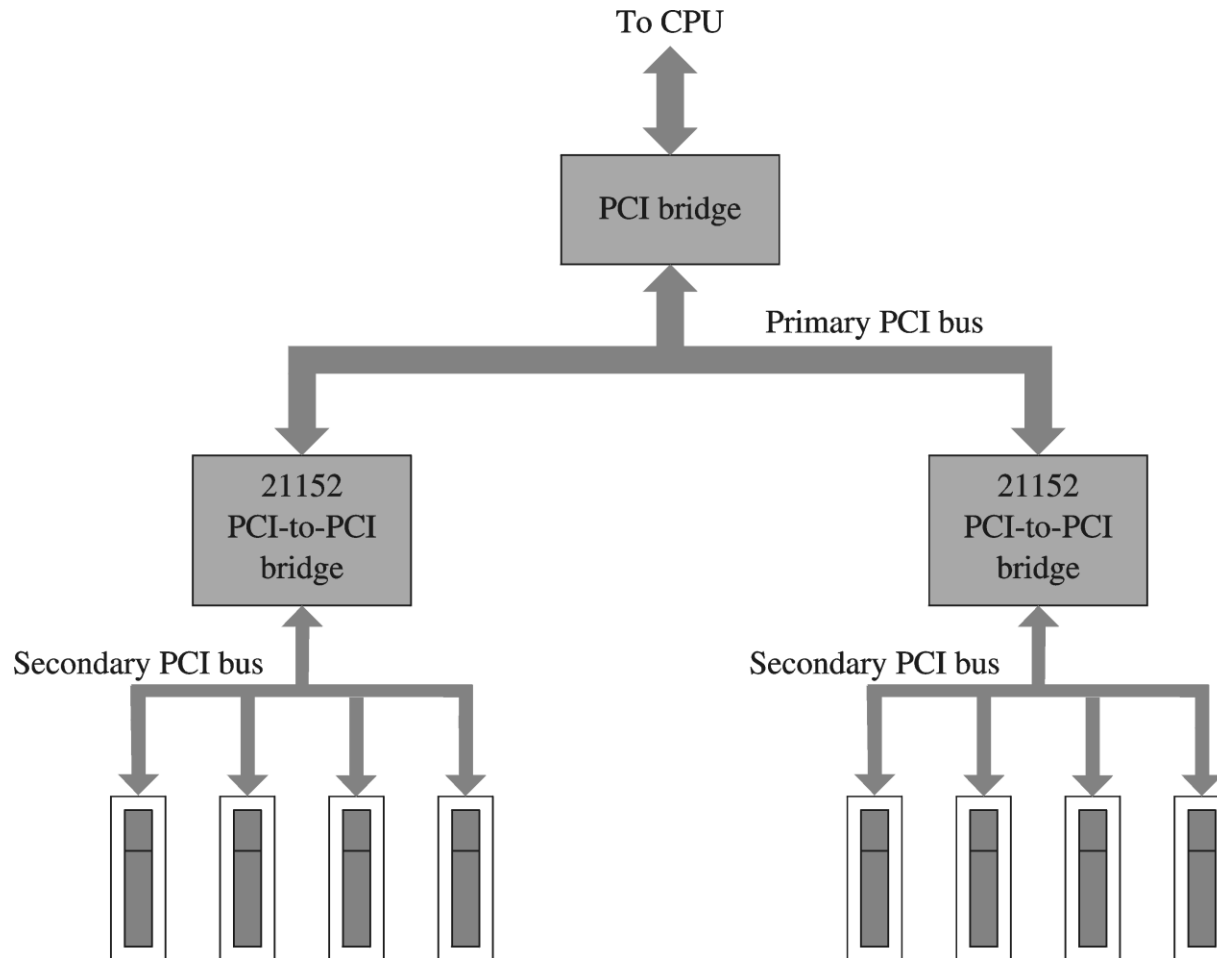 To CPU
PCI bridge
Primary PCI bus
21152
PCI-to-PCI
bridge
21152
PCI-to-PCI
bridge
Secondary PCI bus
Secondary PCI bus